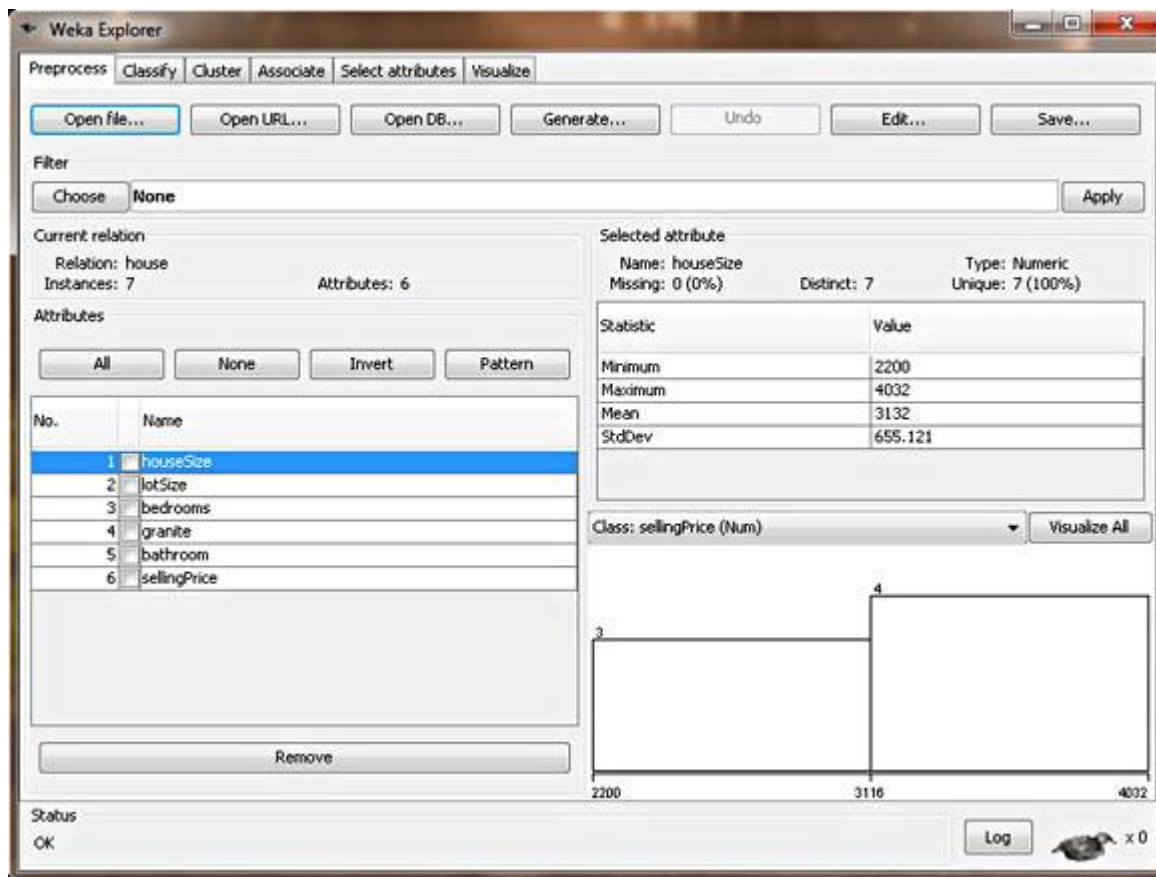 Weka Explorer
Preprocess Classify Cluster Associate Select attributes Visualize
Open file... Open URL... Open DB... Generate... Undo Edit... Save...
Filter
Choose None Apply
Current relation
Relation: house
Instances: 7 Attributes: 6
Attributes
All None Invert Pattern
No. Name
1 houseSize
2 lotSize
3 bedrooms
4 granite
5 bathroom
6 sellingPrice
Remove
Selected attribute
Name: houseSize Type: Numeric
Missing: 0 (0%) Distinct: 7 Unique: 7 (100%)
Statistic Value
Minimum 2200
Maximum 4032
Mean 3132
StdDev 655.121
Class: sellingPrice (Num) Visualize All
4
3
2200 3116 4032
Status
OK
Log x 0